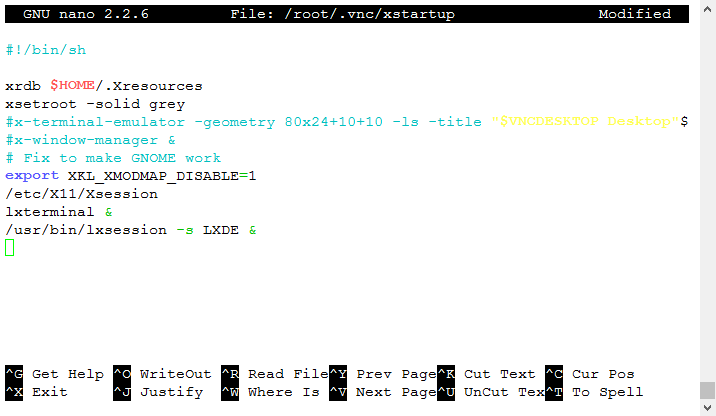 GNU nano 2.2.6 File: /root/.vnc/xstartup Modified
#!/bin/sh
xrdb $HOME/.Xresources
xsetroot -solid grey
#x-terminal-emulator -geometry 80x24+10+10 -ls -title "$VNCDESKTOP Desktop"$
#x-window-manager &
# Fix to make GNOME work
export XKL_XMODMAP_DISABLE=1
/etc/X11/Xsession
lxterminal &
/usr/bin/lxsession -s LXDE &
^G Get Help ^O WriteOut ^R Read File^Y Prev Page^K Cut Text ^C Cur Pos
^X Exit ^J Justify ^W Where Is ^V Next Page^U UnCut Tex^T To Spell